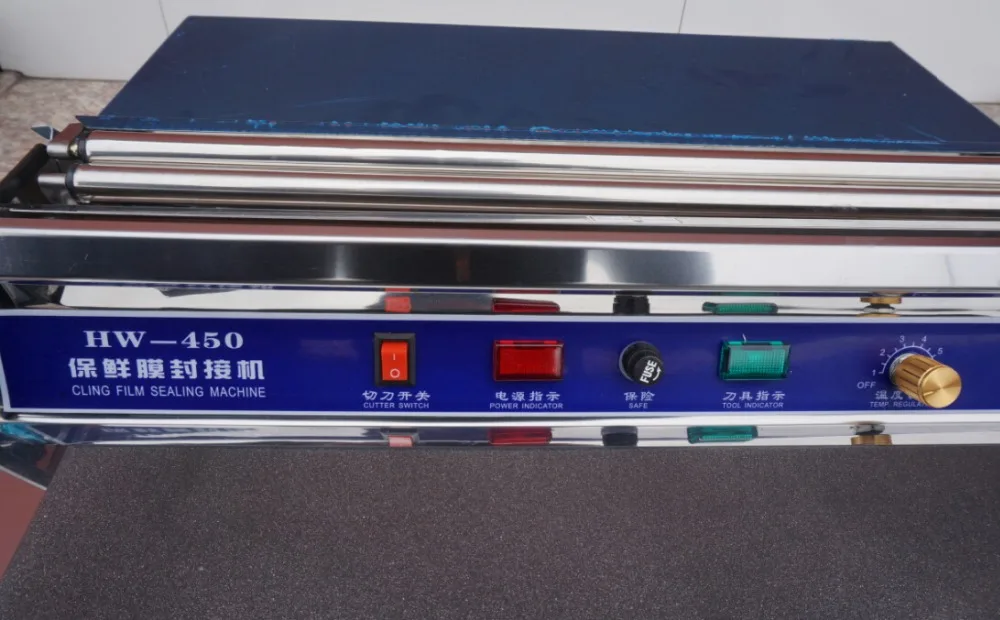 HW—450
保鲜膜封接机
CLING FILM SEALING MACHINE
I
O
切刀开关
CUTTER SWITCH
电源指示
POWER INDICATOR
FUSE
保险
SAFE
刀具指示
TOOL INDICATOR
OFF 1 2 3 4 5
温度
TEMP.